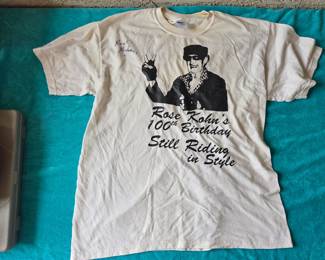 Rose Kohn's
100th Birthday
Still Riding
in Style